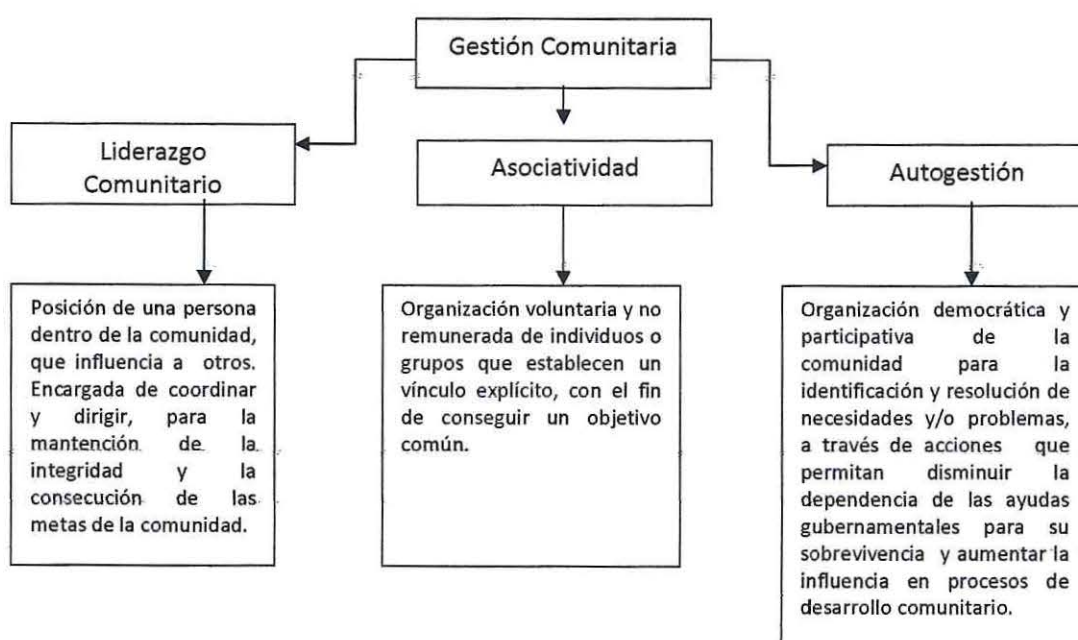 Gestión Comunitaria
Liderazgo
Comunitario
Asociatividad
Autogestión
Posición de una persona
dentro de la comunidad,
que influencia a otros.
Encargada de coordinar
y dirigir, para la
mantención de la
integridad y la
consecución de las
metas de la comunidad.
Organización voluntaria y no
remunerada de individuos o
grupos que establecen un
vínculo explícito, con el fin
de conseguir un objetivo
común.
Organización democrática y
participativa de la
comunidad para la
identificación y resolución de
necesidades y/o problemas,
a través de acciones que
permitan disminuir la
dependencia de las ayudas
gubernamentales para su
sobrevivencia y aumentar la
influencia en procesos de
desarrollo comunitario.